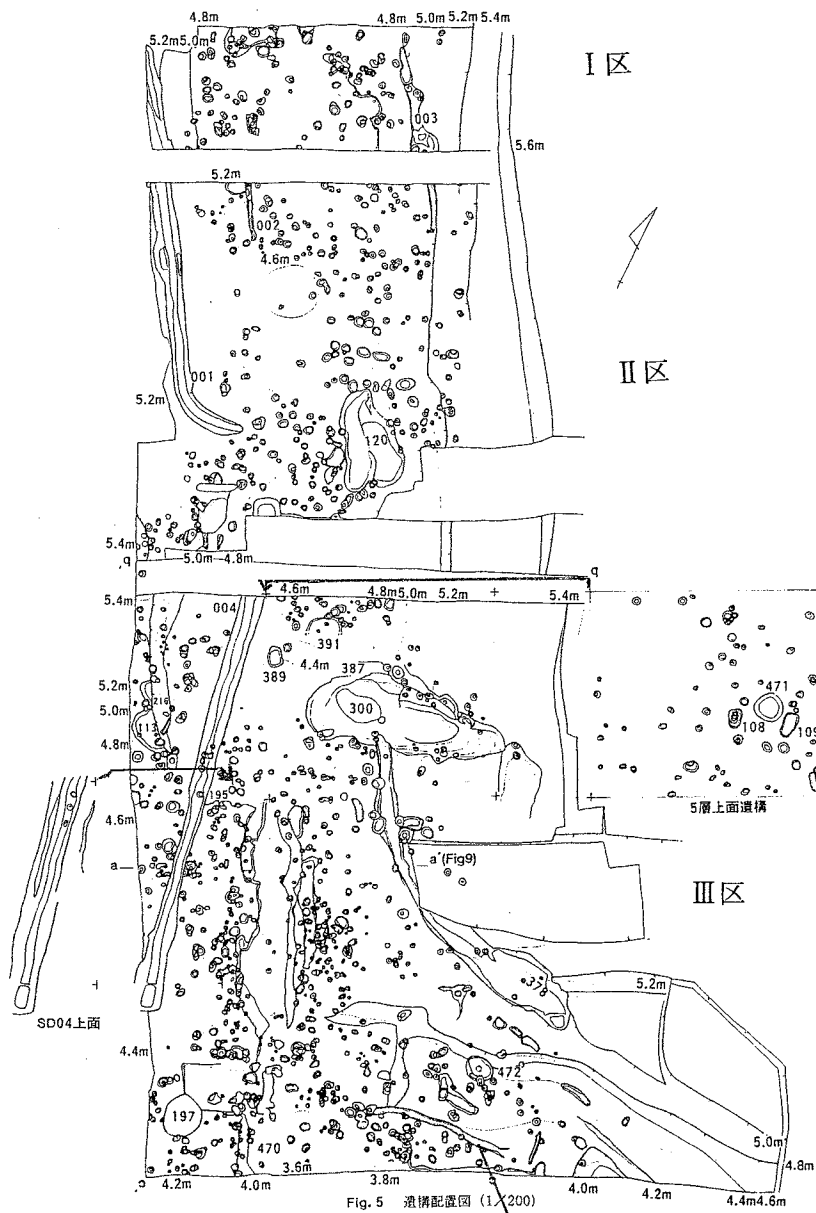 4.8m 4.8m 5.0m 5.2m 5.4m
5.2m 5.0m
I区
003
5.6m
5.2m
002
4.6m
II区
001
5.2m
120
5.4m
5.0m 4.8m
q q
5.4m 004 4.6m 4.8m 5.0m 5.2m 5.4m
391
389 4.4m 387
5.2m 216 300 471
5.0m 113 108 109
4.8m
195 5層上面遺構
4.6m
a a'(Fig9)
III区
37
5.2m
SD04上面
4.4m
472
197
470
5.0m
3.6m 4.8m
4.2m 4.0m 3.8m 4.0m 4.2m 4.4m 4.6m
Fig. 5 遺構配置図 (1/200)